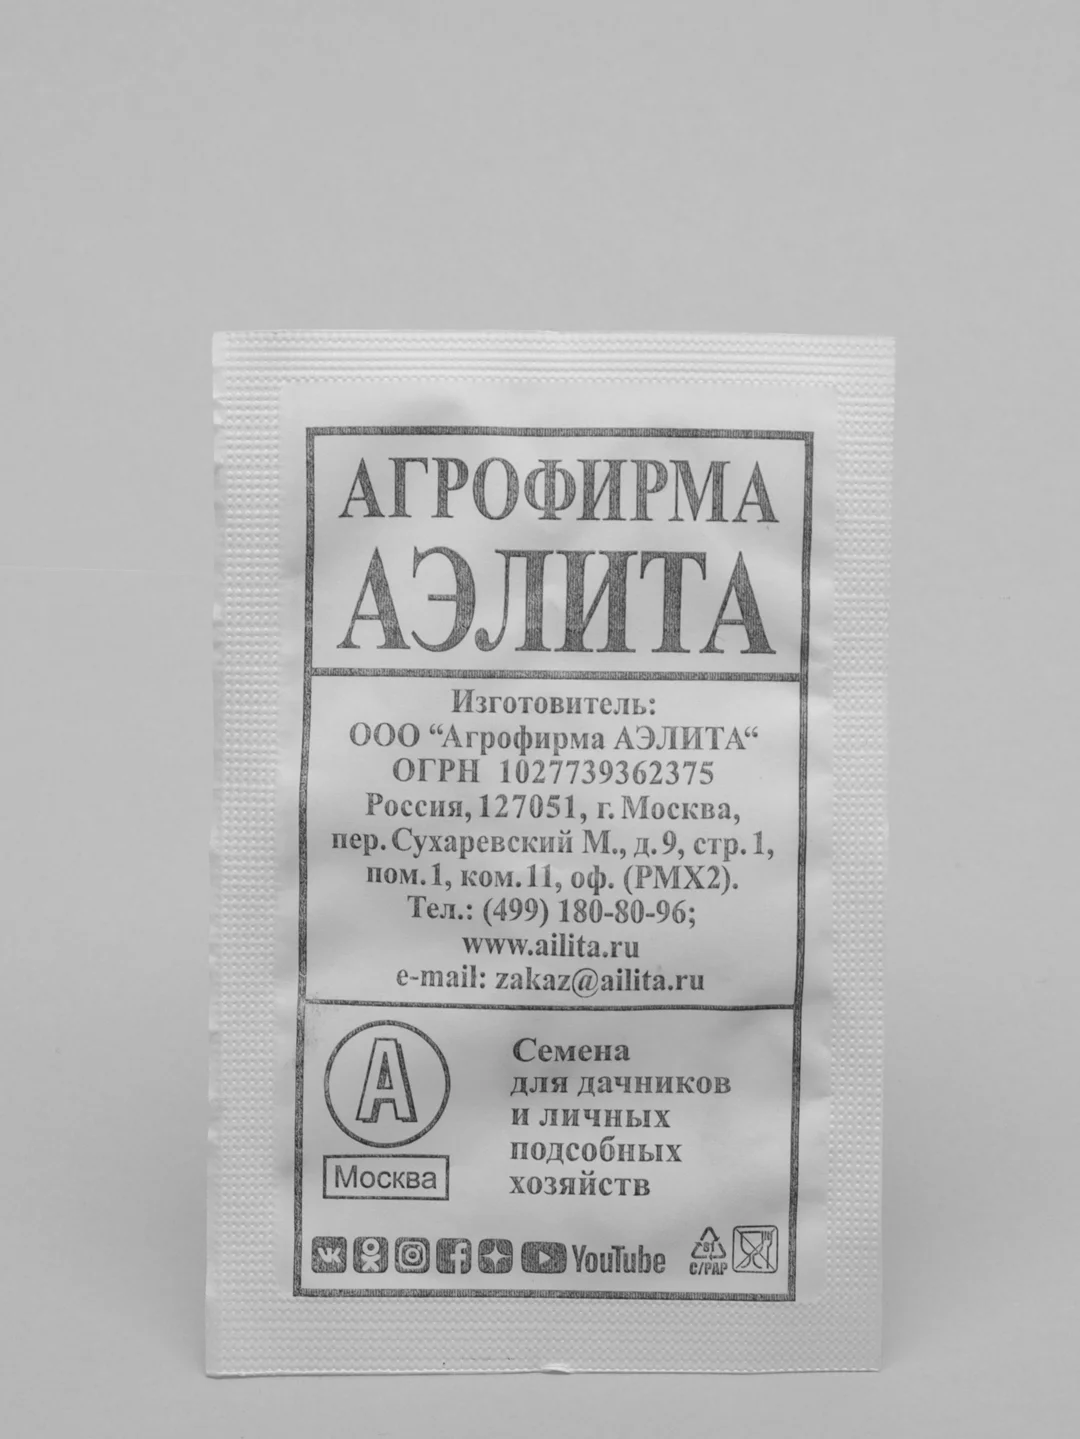 АГРОФИРМА
АЭЛИТА
Изготовитель:
ООО “Агрофирма АЭЛИТА“
ОГРН 1027739362375
Россия, 127051, г. Москва,
пер. Сухаревский М., д. 9, стр. 1,
пом. 1, ком. 11, оф. (РМХ2).
Тел.: (499) 180-80-96;
www.ailita.ru
e-mail: zakaz@ailita.ru
А
Москва
Семена
для дачников
и личных
подсобных
хозяйств
YouTube
81
C/PAP